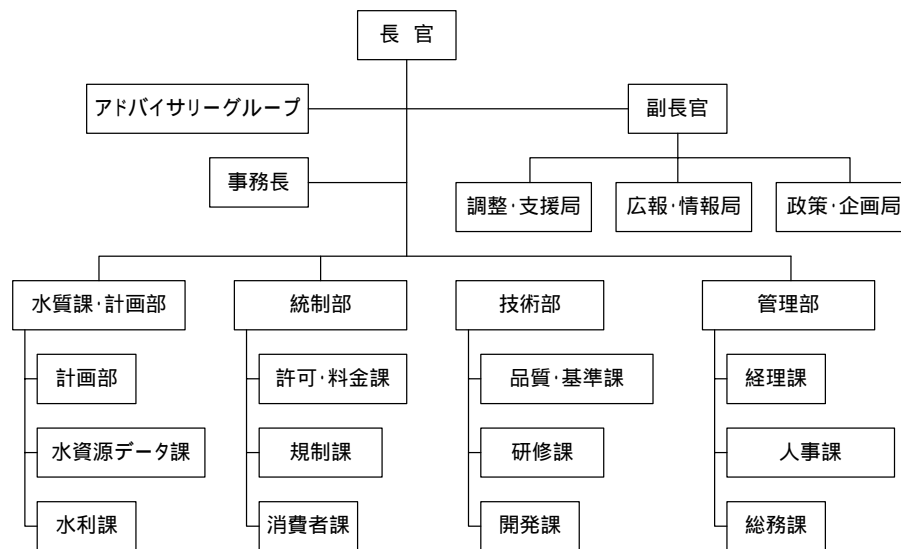 長 官
アドバイサリーグループ
副長官
事務長
調整·支援局
広報·情報局
政策·企画局
水質課·計画部
統制部
技術部
管理部
計画部
許可·料金課
品質·基準課
経理課
水資源データ課
規制課
研修課
人事課
水利課
消費者課
開発課
総務課